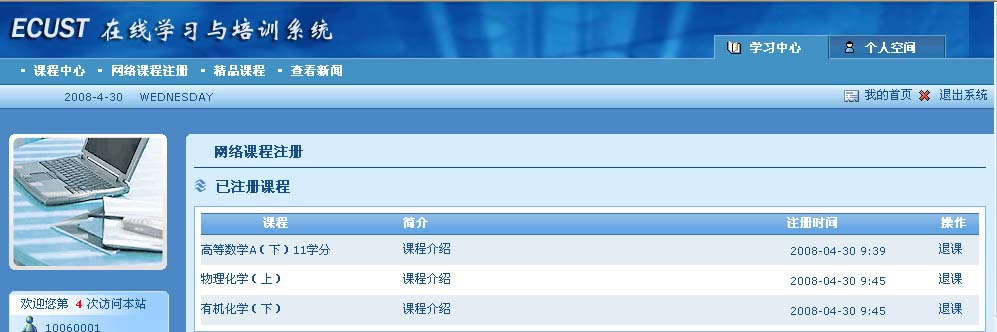 ECUST 在线学习与培训系统
学习中心 个人空间
课程中心 网络课程注册 精品课程 查看新闻
2008-4-30 WEDNESDAY 我的首页 退出系统
网络课程注册
已注册课程
课程 简介 注册时间 操作
高等数学A（下）11学分 课程介绍 2008-04-30 9:39 退课
物理化学（上） 课程介绍 2008-04-30 9:45 退课
有机化学（下） 课程介绍 2008-04-30 9:45 退课
欢迎您第 4 次访问本站
10060001